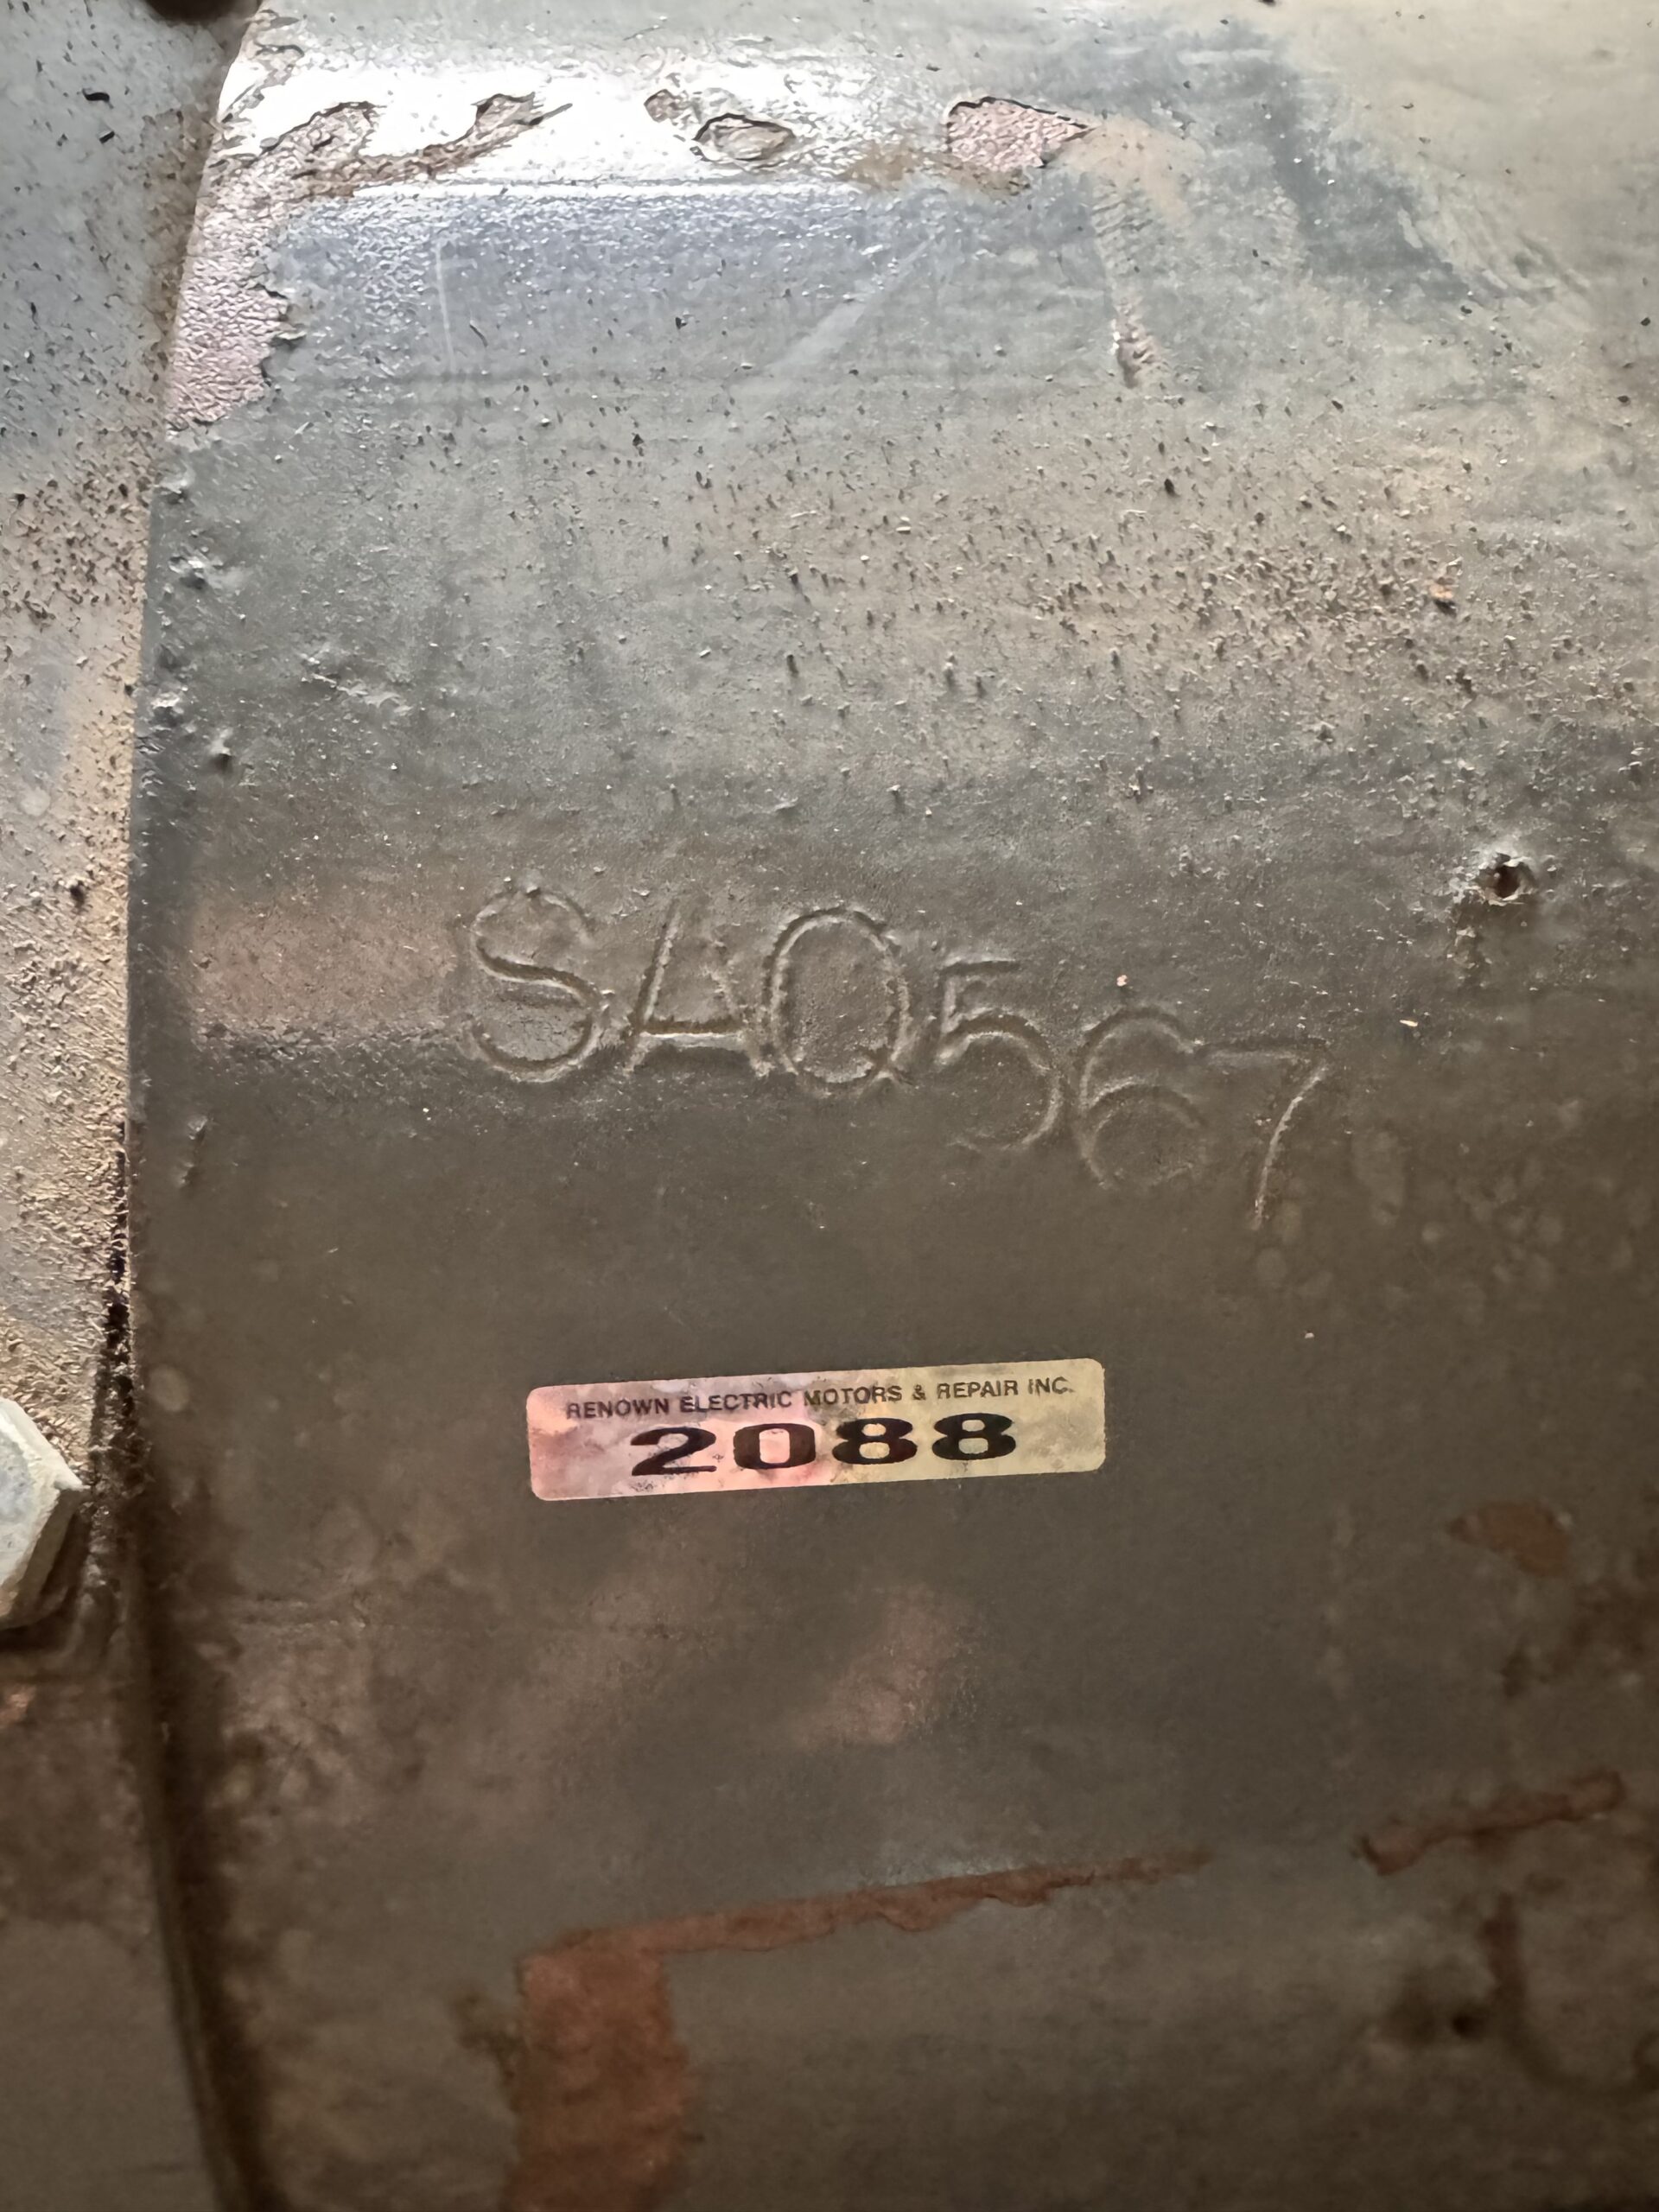 SAQ567
RENOWN ELECTRIC MOTORS & REPAIR INC.
2088